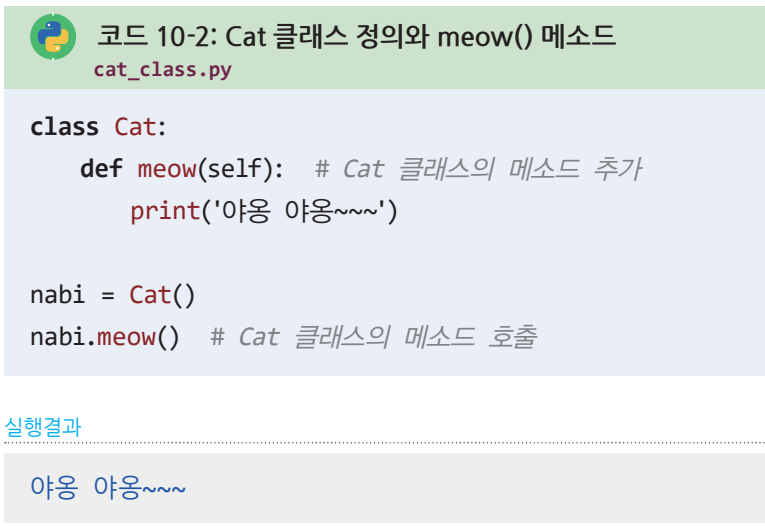 코드 10-2: Cat 클래스 정의와 meow() 메소드
cat_class.py
class Cat:
    def meow(self):  # Cat 클래스의 메소드 추가
        print('야옹 야옹~~~')
nabi = Cat()
nabi.meow()  # Cat 클래스의 메소드 호출
실행결과
야옹 야옹~~~